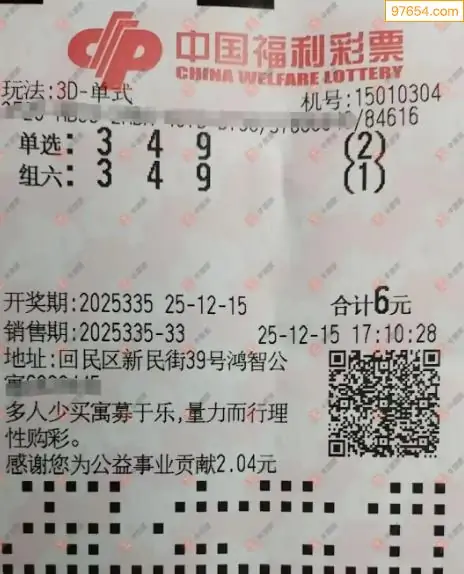 97654.com
中国福利彩票
CHINA WELFARE LOTTERY
玩法:3D-单式
机号:15010304
/84616
单选: 3 4 9 (2)
组六: 3 4 9 (1)
开奖期:2025335 25-12-15 合计6元
销售期:2025335-33 25-12-15 17:10:28
地址:回民区新民街39号鸿智公
寓
多人少买寓募于乐,量力而行理
性购彩。
感谢您为公益事业贡献2.04元